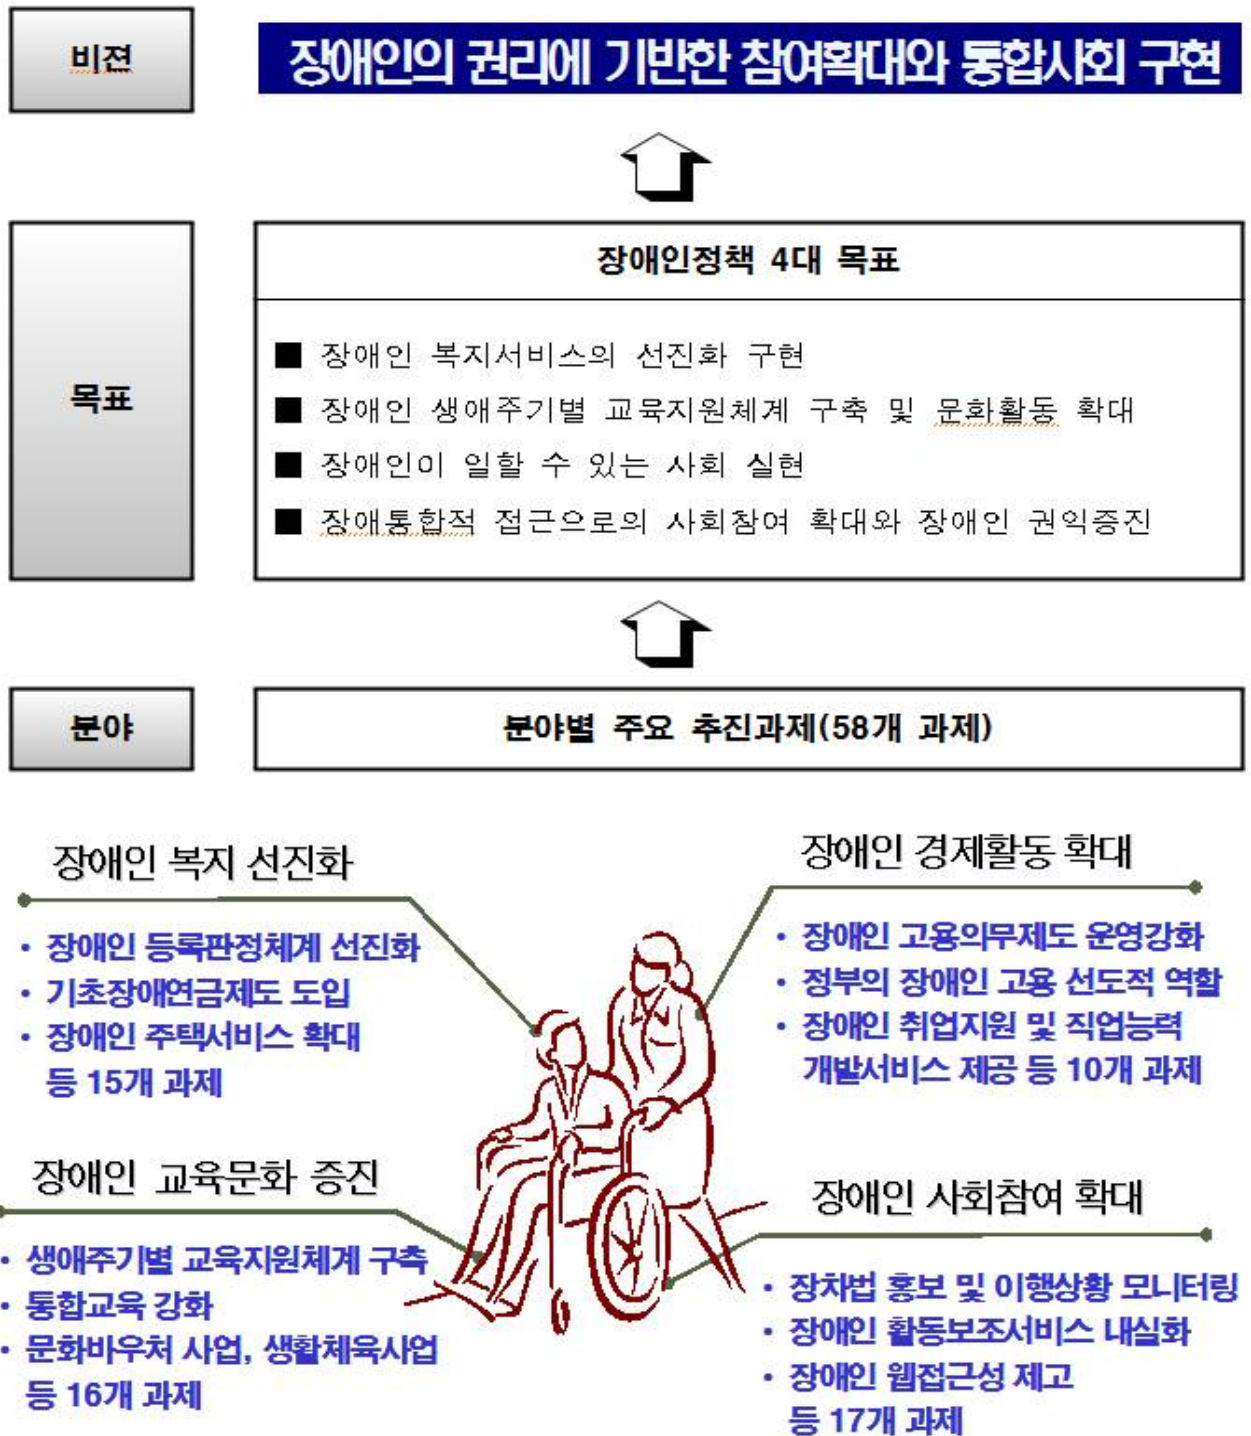 비젼
장애인의 권리에 기반한 참여확대와 통합사회 구현
목표
장애인정책 4대 목표
■ 장애인 복지서비스의 선진화 구현
■ 장애인 생애주기별 교육지원체계 구축 및 문화활동 확대
■ 장애인이 일할 수 있는 사회 실현
■ 장애통합적 접근으로의 사회참여 확대와 장애인 권익증진
분야
분야별 주요 추진과제(58개 과제)
장애인 복지 선진화
• 장애인 등록판정체계 선진화
• 기초장애연금제도 도입
• 장애인 주택서비스 확대
등 15개 과제
장애인 경제활동 확대
• 장애인 고용의무제도 운영강화
• 정부의 장애인 고용 선도적 역할
• 장애인 취업지원 및 직업능력
개발서비스 제공 등 10개 과제
장애인 교육문화 증진
• 생애주기별 교육지원체계 구축
• 통합교육 강화
• 문화바우처 사업, 생활체육사업
등 16개 과제
장애인 사회참여 확대
• 장차법 홍보 및 이행상황 모니터링
• 장애인 활동보조서비스 내실화
• 장애인 웹접근성 제고
등 17개 과제